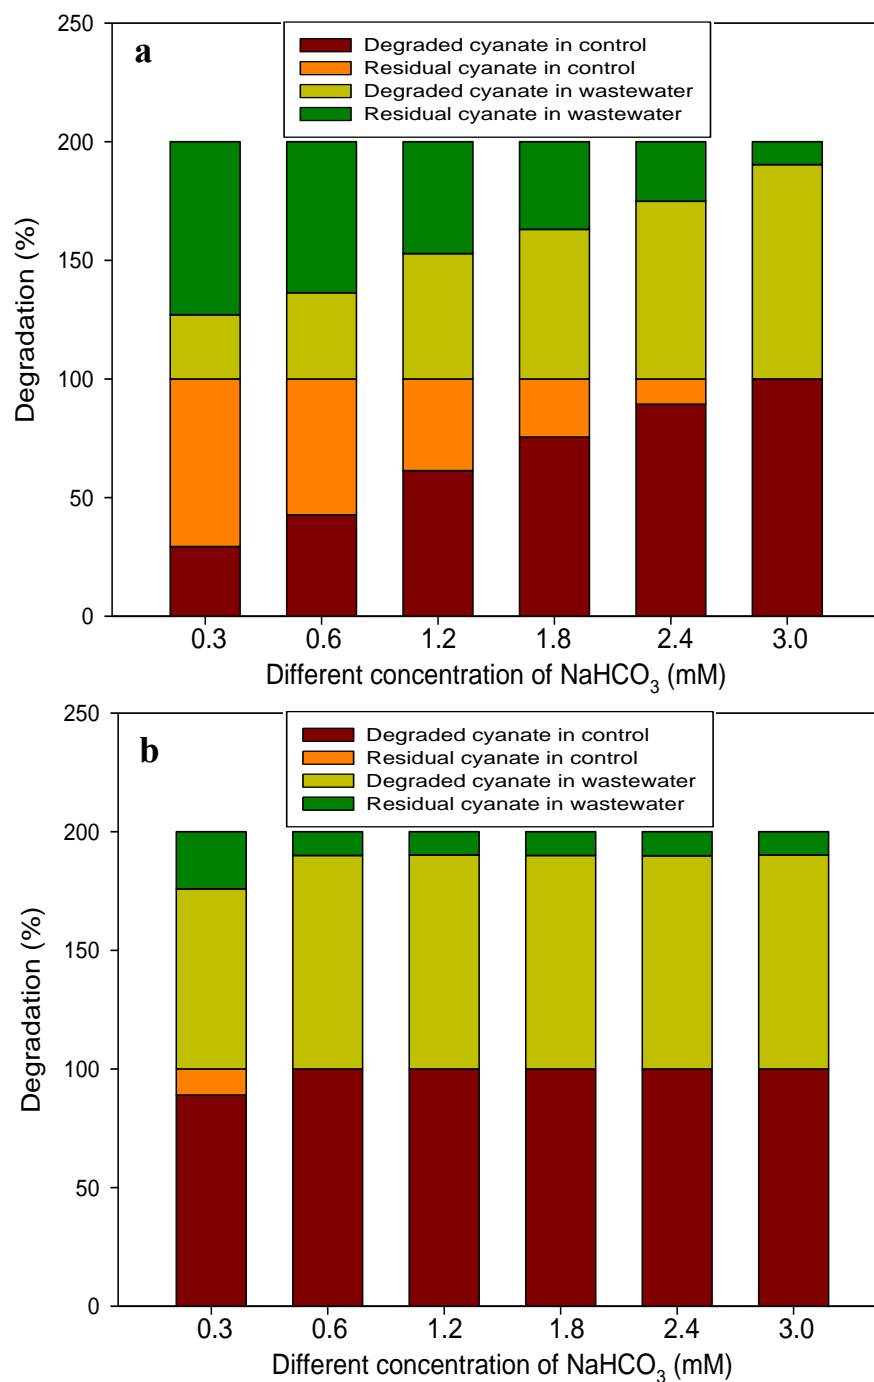 a
Degraded cyanate in control
Residual cyanate in control
Degraded cyanate in wastewater
Residual cyanate in wastewater
250
200
150
100
50
0
Degradation (%)
0.3 0.6 1.2 1.8 2.4 3.0
Different concentration of NaHCO₃ (mM)
b
Degraded cyanate in control
Residual cyanate in control
Degraded cyanate in wastewater
Residual cyanate in wastewater
250
200
150
100
50
0
Degradation (%)
0.3 0.6 1.2 1.8 2.4 3.0
Different concentration of NaHCO₃ (mM)